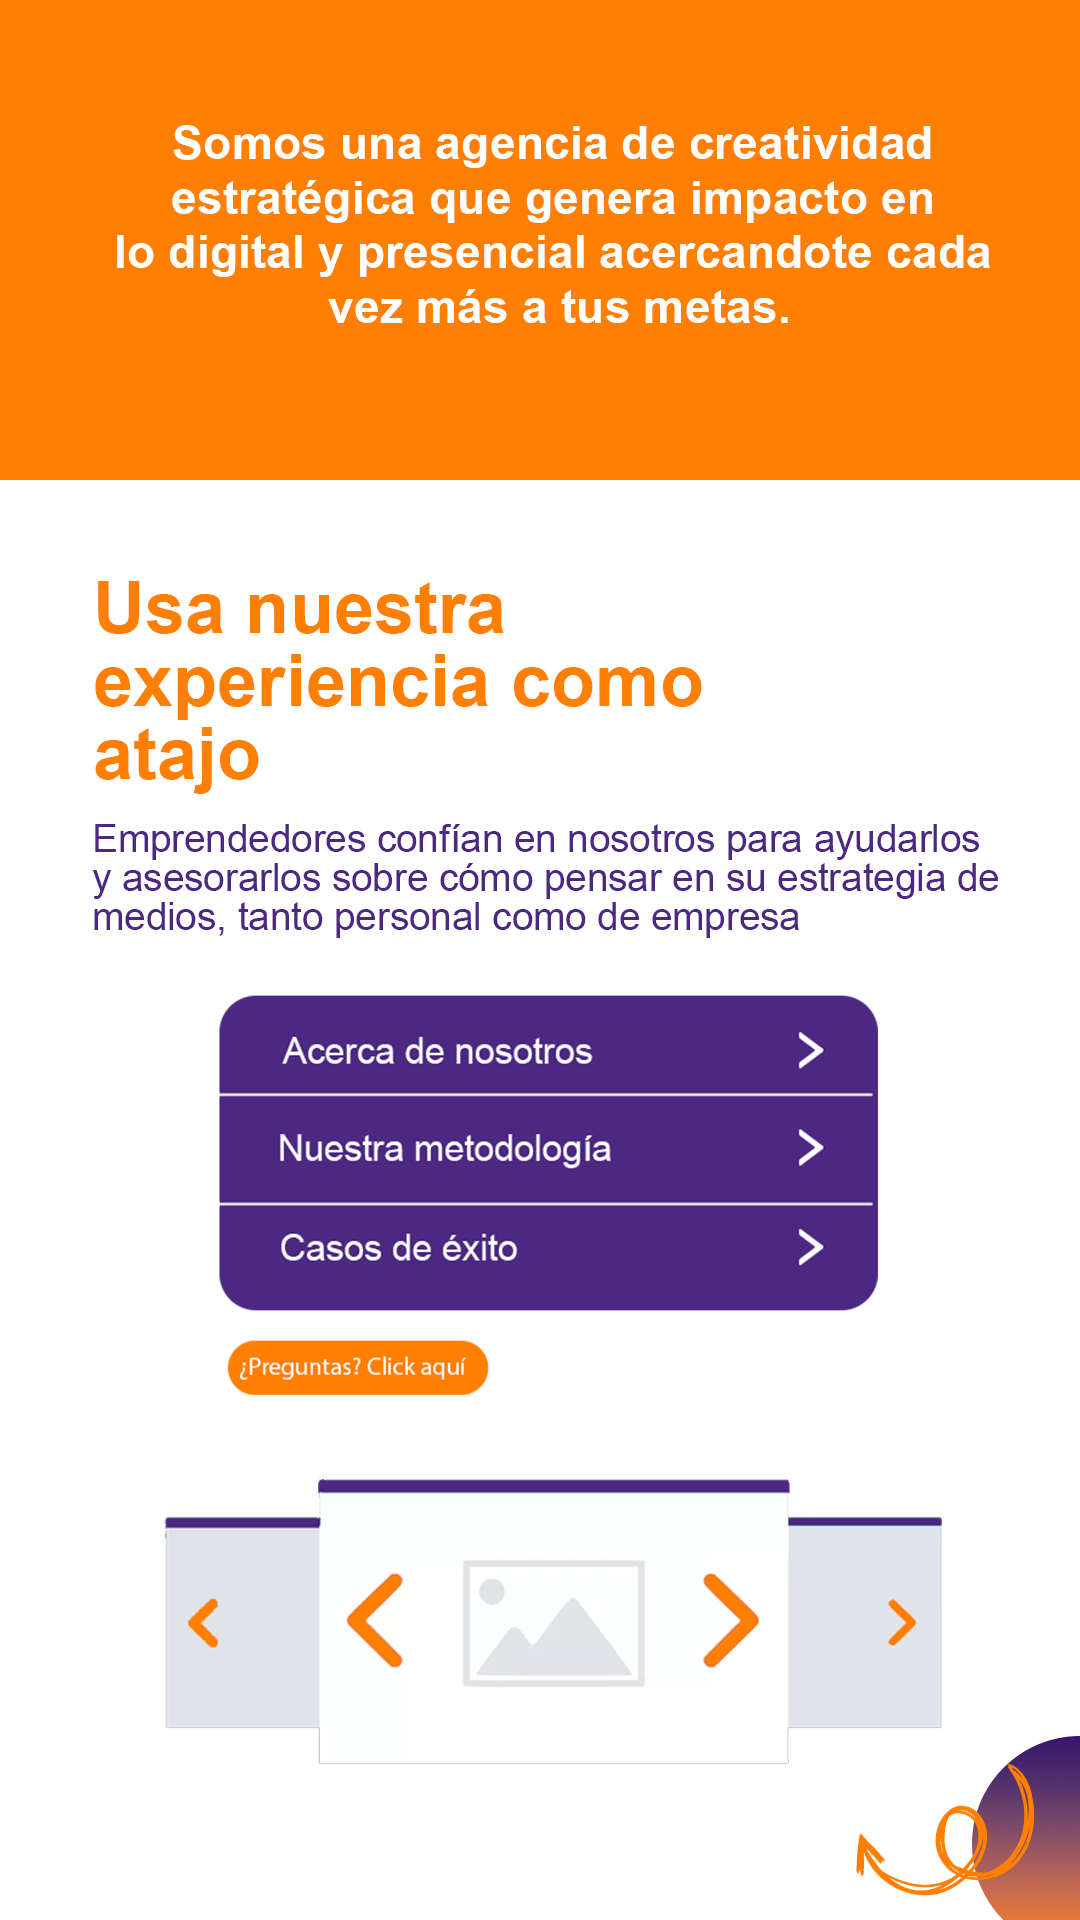 Somos una agencia de creatividad
estratégica que genera impacto en
lo digital y presencial acercandote cada
vez más a tus metas.
Usa nuestra
experiencia como
atajo
Emprendedores confían en nosotros para ayudarlos
y asesorarlos sobre cómo pensar en su estrategia de
medios, tanto personal como de empresa
Acerca de nosotros
Nuestra metodología
Casos de éxito
¿Preguntas? Click aquí